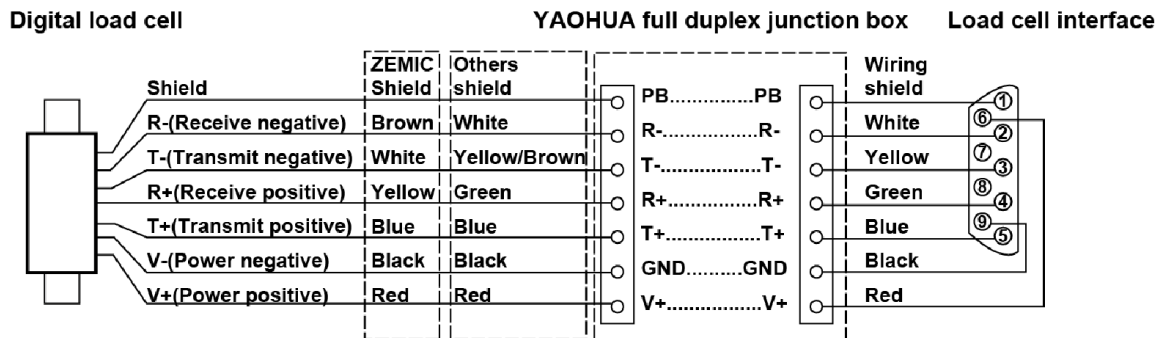 Digital load cell YAOHUA full duplex junction box Load cell interface
ZEMIC Others Wiring
Shield Shield shield PB...............PB shield 1
R-(Receive negative) Brown White R-.................R- White 6 2
T-(Transmit negative) White Yellow/Brown T-..................T- Yellow 7 3
R+(Receive positive) Yellow Green R+................R+ Green 8 4
T+(Transmit positive) Blue Blue T+................T+ Blue 9 5
V-(Power negative) Black Black GND..........GND Black
V+(Power positive) Red Red V+.................V+ Red